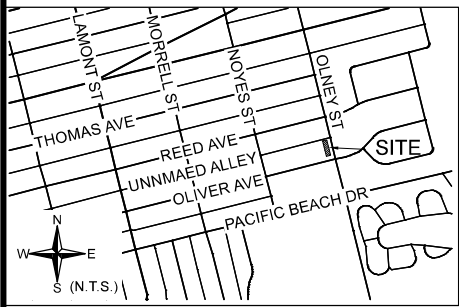 LAMONT ST
MORRELL ST
NOYES ST
OLNEY ST
THOMAS AVE
REED AVE
UNNMAED ALLEY
OLIVER AVE
SITE
PACIFIC BEACH DR
N
W E
S (N.T.S.)